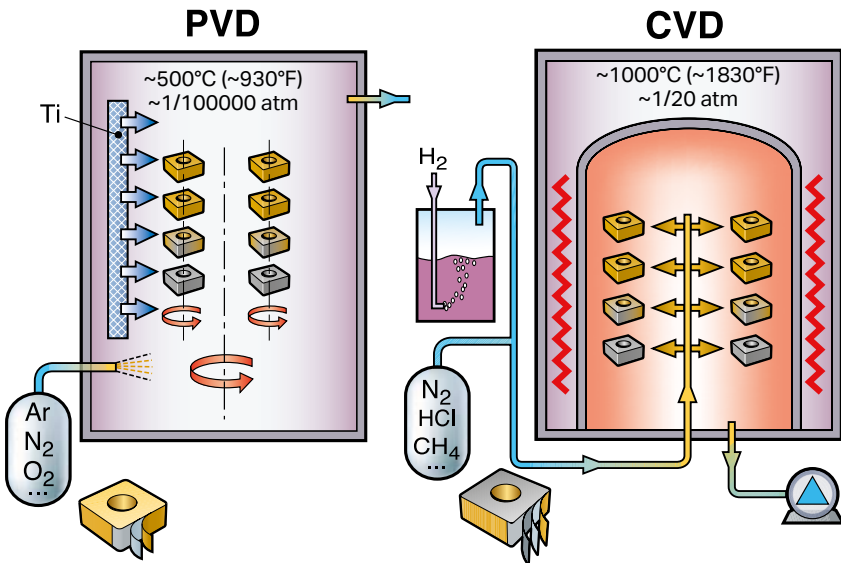 PVD
~500°C (~930°F)
~1/100000 atm
Ti
Ar
N₂
O₂
...
CVD
~1000°C (~1830°F)
~1/20 atm
H₂
N₂
HCl
CH₄
...